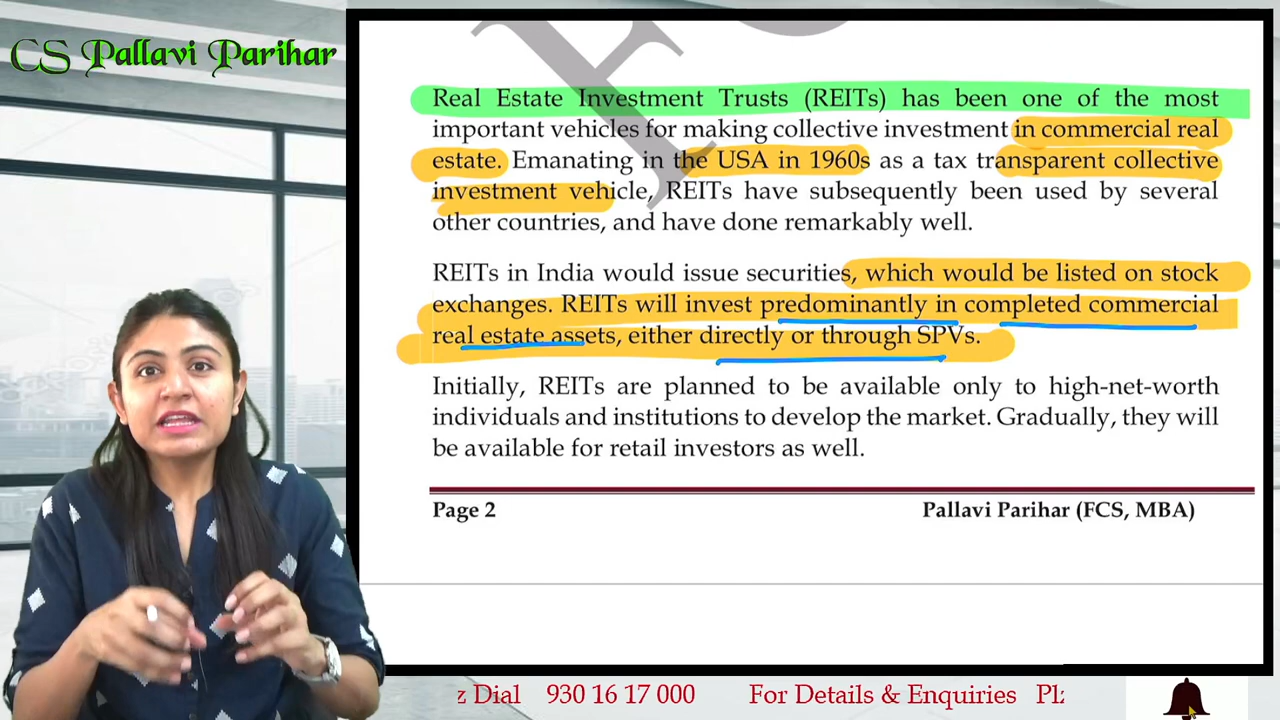 CS Pallavi Parihar
Real Estate Investment Trusts (REITs) has been one of the most
important vehicles for making collective investment in commercial real
estate. Emanating in the USA in 1960s as a tax transparent collective
investment vehicle, REITs have subsequently been used by several
other countries, and have done remarkably well.
REITs in India would issue securities, which would be listed on stock
exchanges. REITs will invest predominantly in completed commercial
real estate assets, either directly or through SPVs.
Initially, REITs are planned to be available only to high-net-worth
individuals and institutions to develop the market. Gradually, they will
be available for retail investors as well.
Page 2 Pallavi Parihar (FCS, MBA)
z Dial 930 16 17 000 For Details & Enquiries Pl